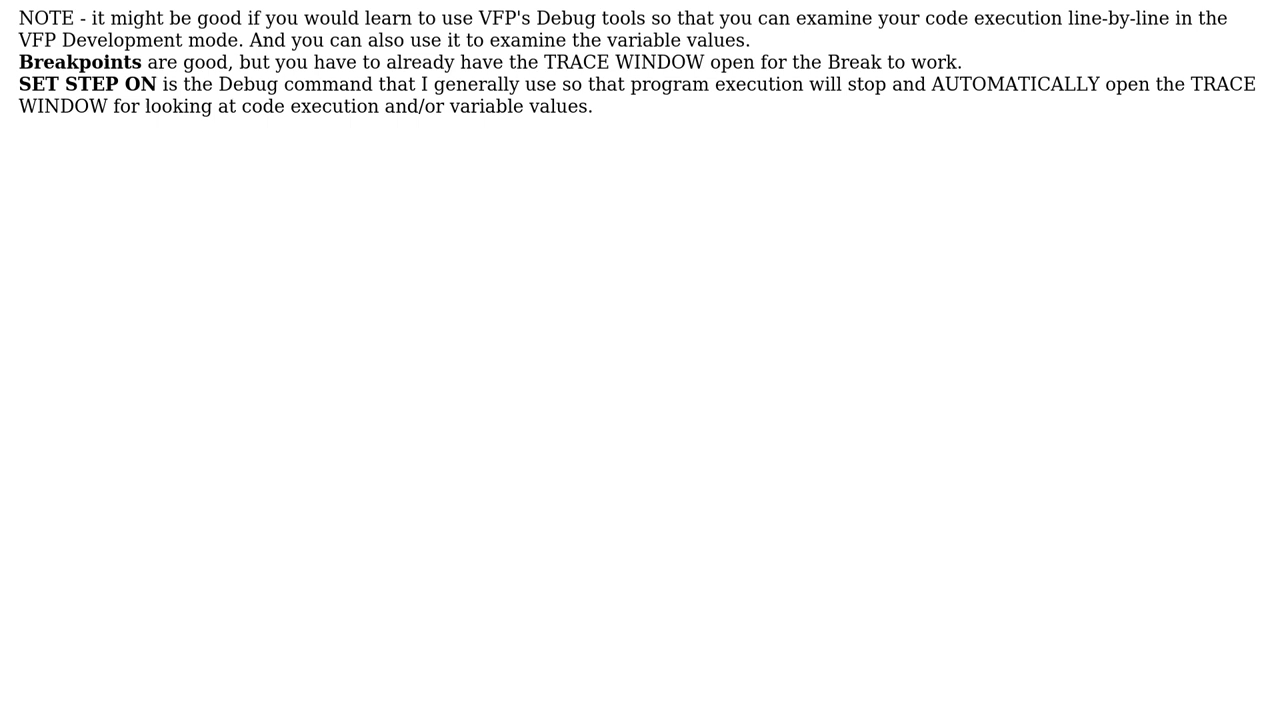 NOTE - it might be good if you would learn to use VFP's Debug tools so that you can examine your code execution line-by-line in the
VFP Development mode. And you can also use it to examine the variable values.
Breakpoints are good, but you have to already have the TRACE WINDOW open for the Break to work.
SET STEP ON is the Debug command that I generally use so that program execution will stop and AUTOMATICALLY open the TRACE
WINDOW for looking at code execution and/or variable values.